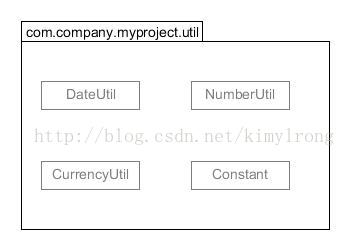 com.company.myproject.util
DateUtil
NumberUtil
http://blog.csdn.net/kimylrong
CurrencyUtil
Constant